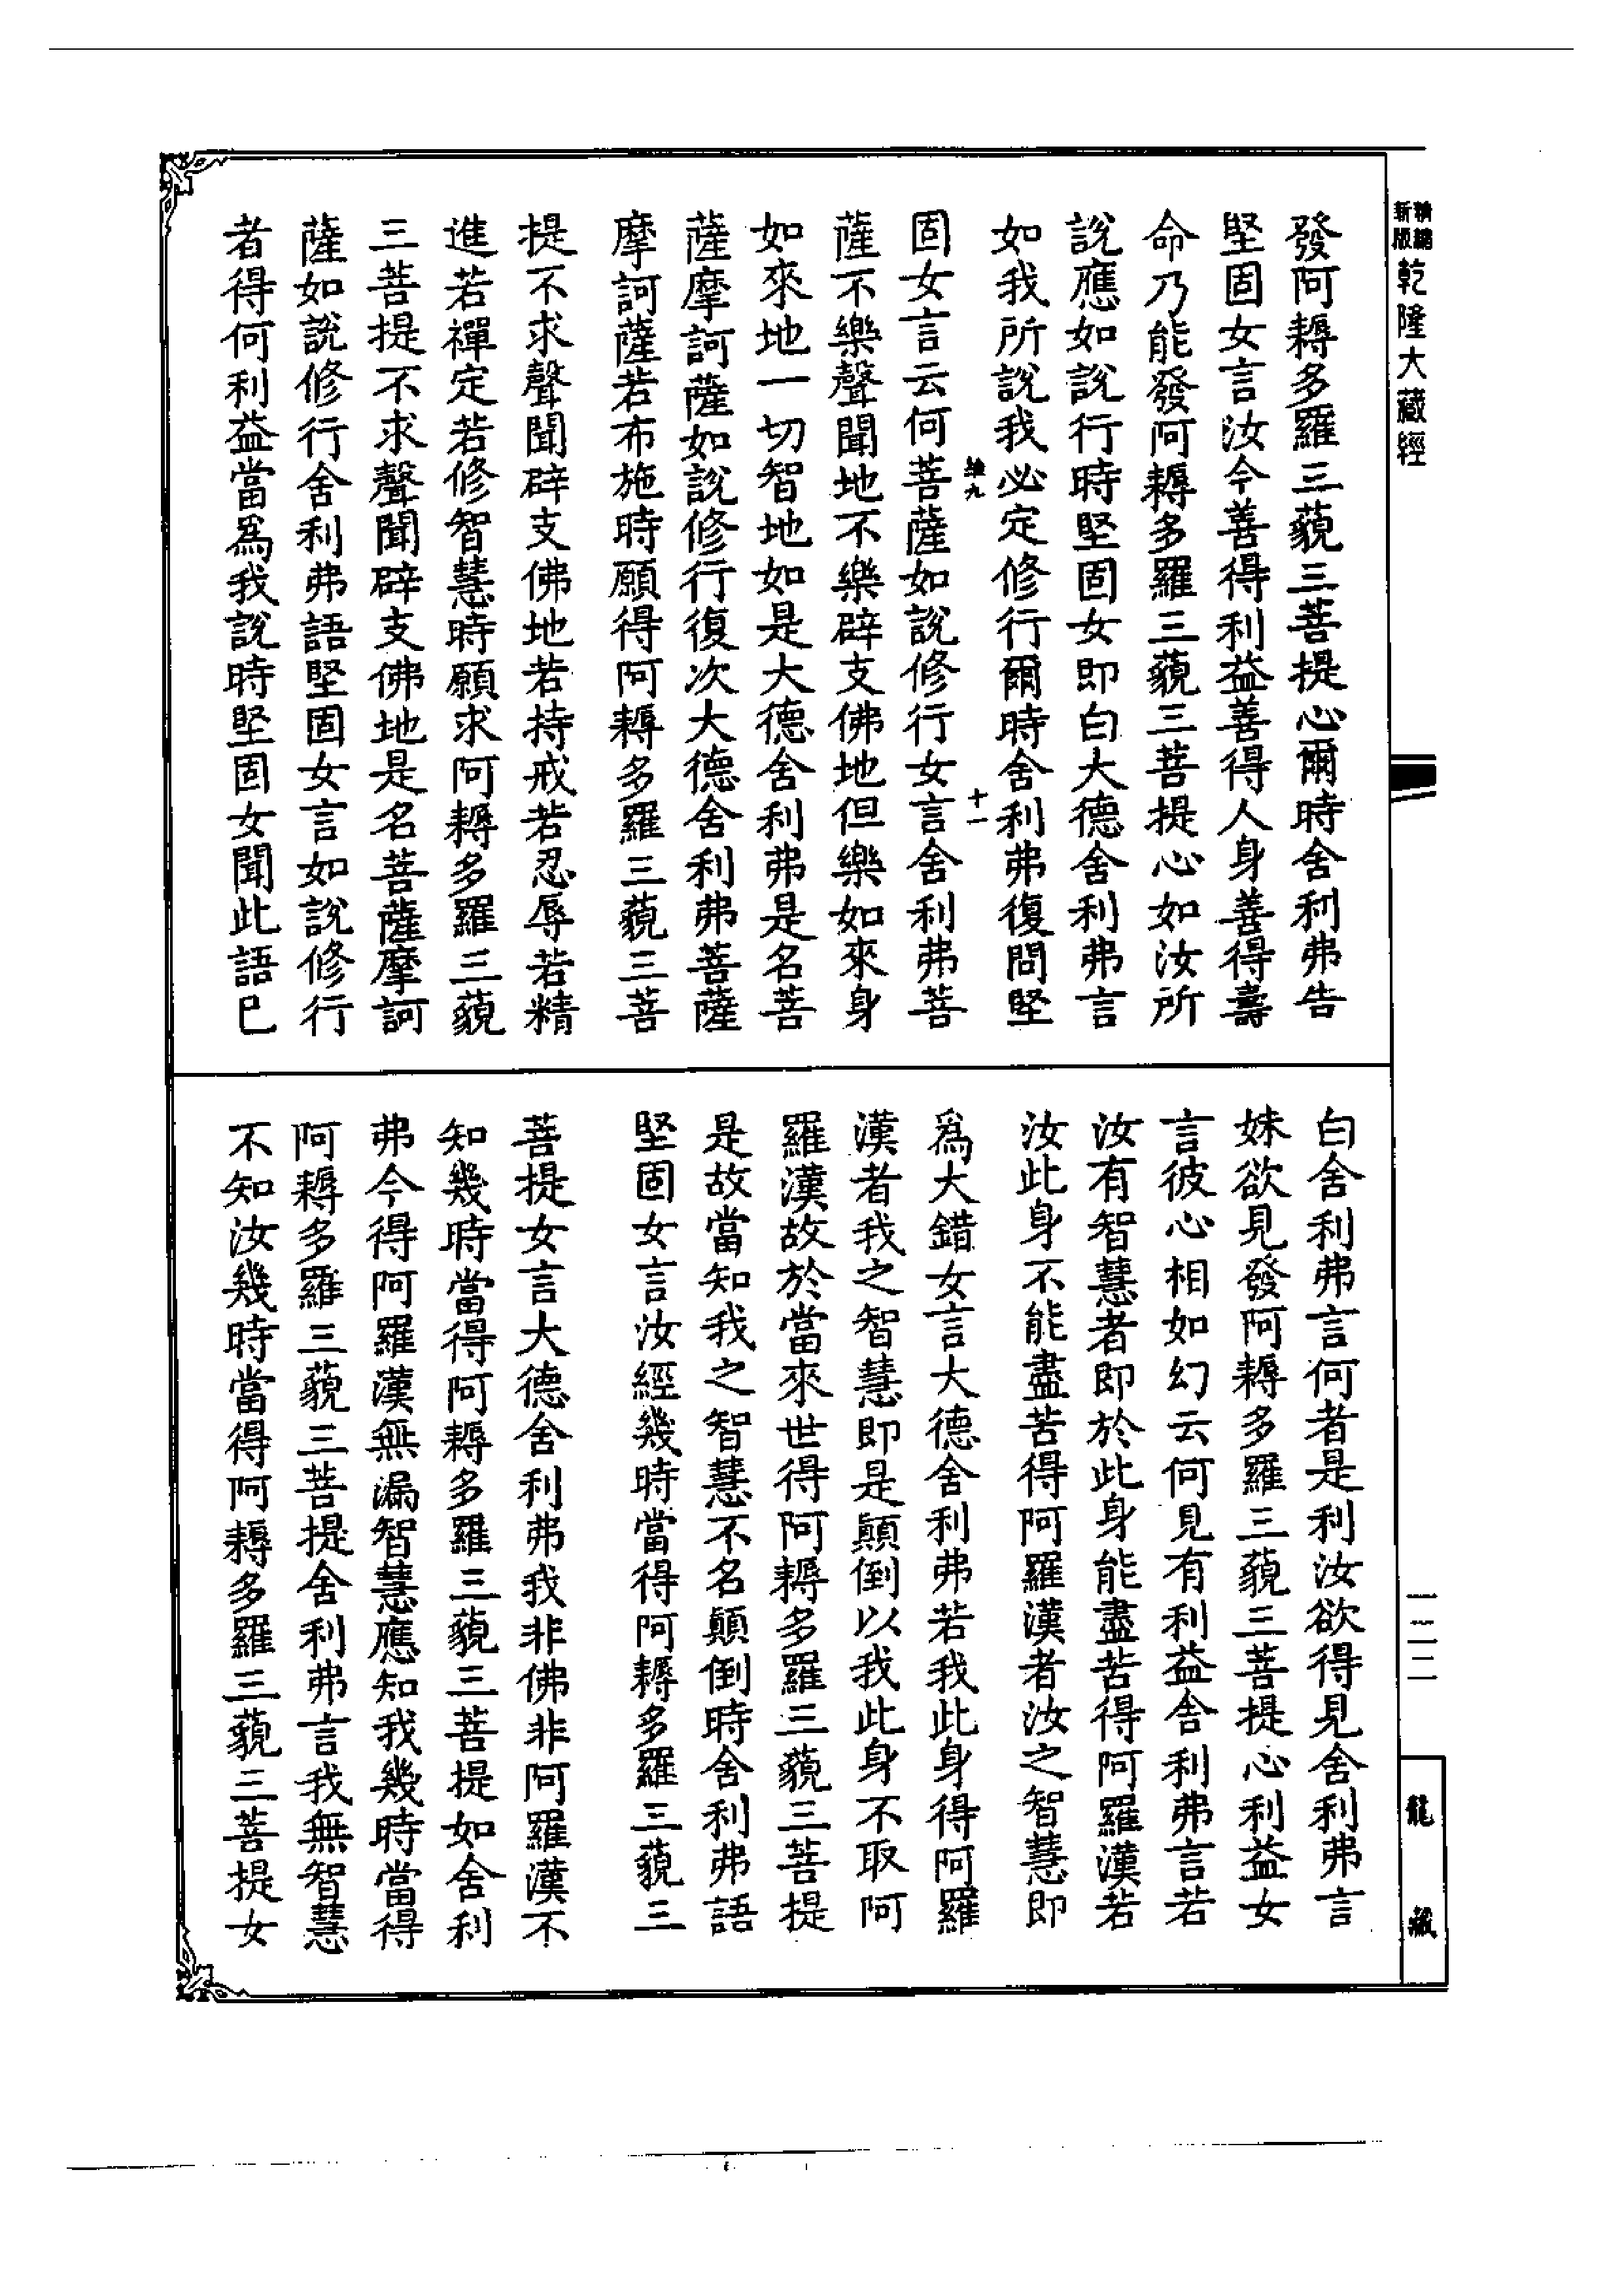 新編
新版
乾隆大藏經
發阿耨多羅三藐三菩提心爾時舍利弗告
堅固女言汝今善得利益善得人身善得壽
命乃能發阿耨多羅三藐三菩提心如汝所
說應如說行時堅固女即白大德舍利弗言
如我所說我必定修行爾時舍利弗復問堅
九
十一
固女言云何菩薩如說修行女言舍利弗菩
薩不樂聲聞地不樂辟支佛地但樂如來身
如來地一切智地如是大德舍利弗是名菩
薩摩訶薩如說修行復次大德舍利弗菩薩
摩訶薩若布施時願得阿耨多羅三藐三菩
提不求聲聞辟支佛地若持戒若忍辱若精
進若禪定若修智慧時願求阿耨多羅三藐
三菩提不求聲聞辟支佛地是名菩薩摩訶
薩如說修行舍利弗語堅固女言如說修行
者得何利益當爲我說時堅固女聞此語已
白舍利弗言何者是利汝欲得見舍利弗言
妹欲見發阿耨多羅三藐三菩提心利益女
言彼心相如幻云何見有利益舍利弗言若
汝有智慧者即於此身能盡苦得阿羅漢若
汝此身不能盡苦得阿羅漢者汝之智慧即
爲大錯女言大德舍利弗若我此身得阿羅
漢者我之智慧即是顛倒以我此身不取阿
羅漢故於當來世得阿耨多羅三藐三菩提
是故當知我之智慧不名顛倒時舍利弗語
堅固女言汝經幾時當得阿耨多羅三藐三
菩提女言大德舍利弗我非佛非阿羅漢不
知幾時當得阿耨多羅三藐三菩提如舍利
弗今得阿羅漢無漏智慧應知我幾時當得
阿耨多羅三藐三菩提舍利弗言我無智慧
不知汝幾時當得阿耨多羅三藐三菩提女
一二二
龍藏